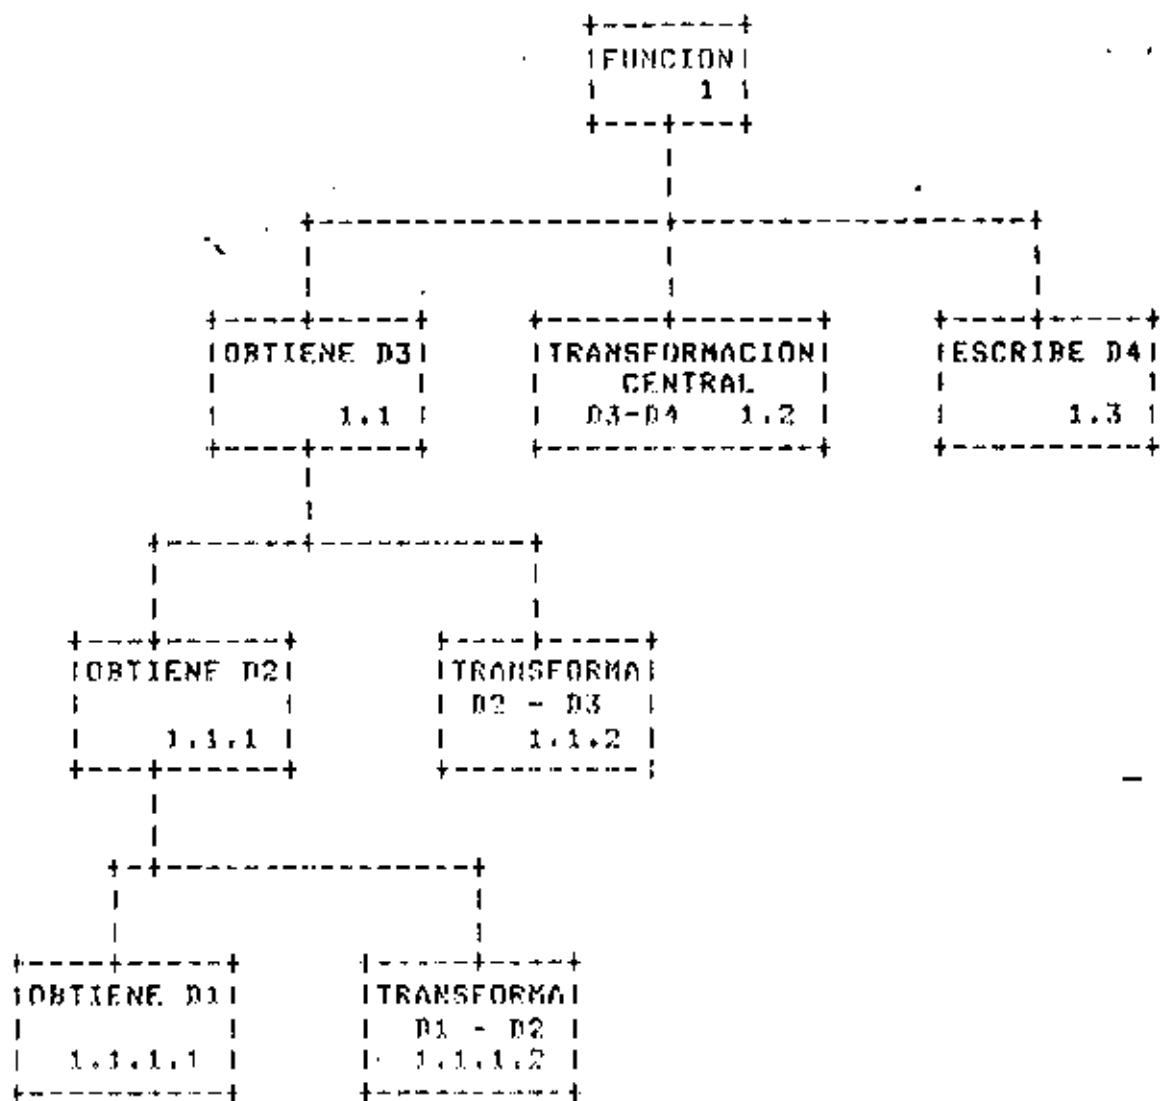 FUNCION
1
OBTIENE D3
1.1
TRANSFORMACION
CENTRAL
D3-D4 1.2
ESCRIBE D4
1.3
OBTIENE D2
1.1.1
TRANSFORMA
D2 - D3
1.1.2
OBTIENE D1
1.1.1.1
TRANSFORMA
D1 - D2
1.1.1.2